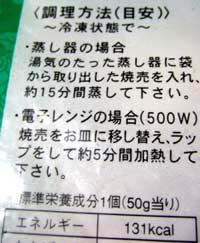 〈調理方法(目安)〉
〜冷凍状態で〜
・蒸し器の場合
湯気のたった蒸し器に袋
から取り出した焼売を入れ、
約15分間蒸して下さい。
・電子レンジの場合(500W)
焼売をお皿に移し替え、ラッ
プをして約5分間加熱して
下さい。
標準栄養成分1個(50g当り)
エネルギー 131kcal